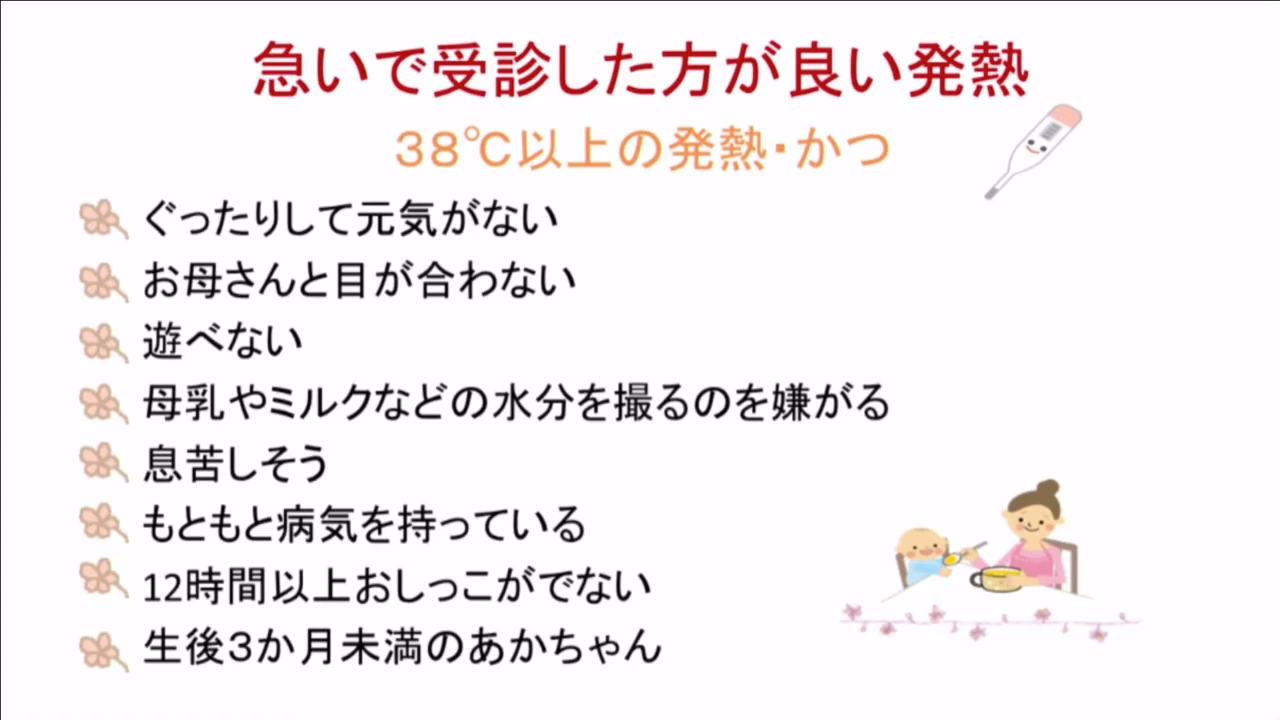 急いで受診した方が良い発熱
３８℃以上の発熱・かつ
ぐったりして元気がない
お母さんと目が合わない
遊べない
母乳やミルクなどの水分を撮るのを嫌がる
息苦しそう
もともと病気を持っている
12時間以上おしっこがでない
生後３か月未満のあかちゃん